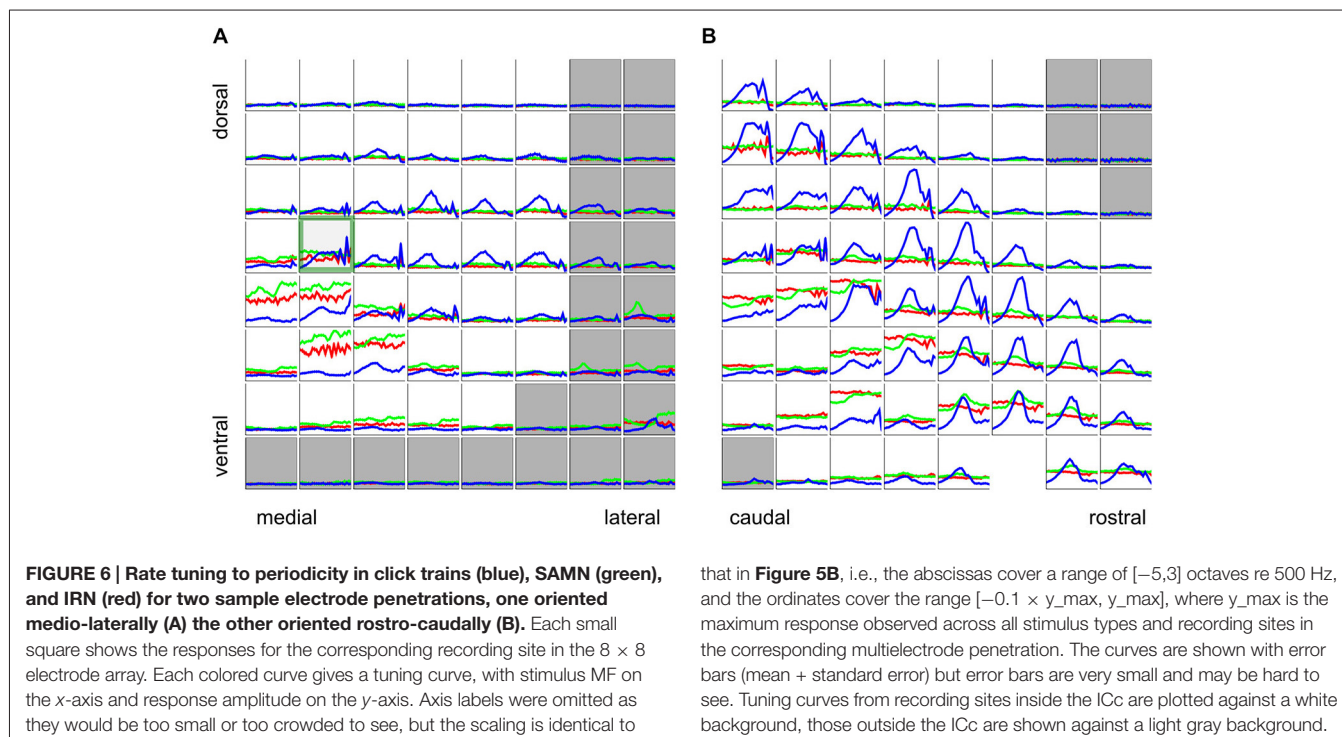 A
B
dorsal
ventral
medial
lateral
caudal
rostral
FIGURE 6 | Rate tuning to periodicity in click trains (blue), SAMN (green),
and IRN (red) for two sample electrode penetrations, one oriented
medio-laterally (A) the other oriented rostro-caudally (B). Each small
square shows the responses for the corresponding recording site in the 8 × 8
electrode array. Each colored curve gives a tuning curve, with stimulus MF on
the x-axis and response amplitude on the y-axis. Axis labels were omitted as
they would be too small or too crowded to see, but the scaling is identical to
that in Figure 5B, i.e., the abscissas cover a range of [−5,3] octaves re 500 Hz,
and the ordinates cover the range [−0.1 × y_max, y_max], where y_max is the
maximum response observed across all stimulus types and recording sites in
the corresponding multielectrode penetration. The curves are shown with error
bars (mean + standard error) but error bars are very small and may be hard to
see. Tuning curves from recording sites inside the ICc are plotted against a white
background, those outside the ICc are shown against a light gray background.